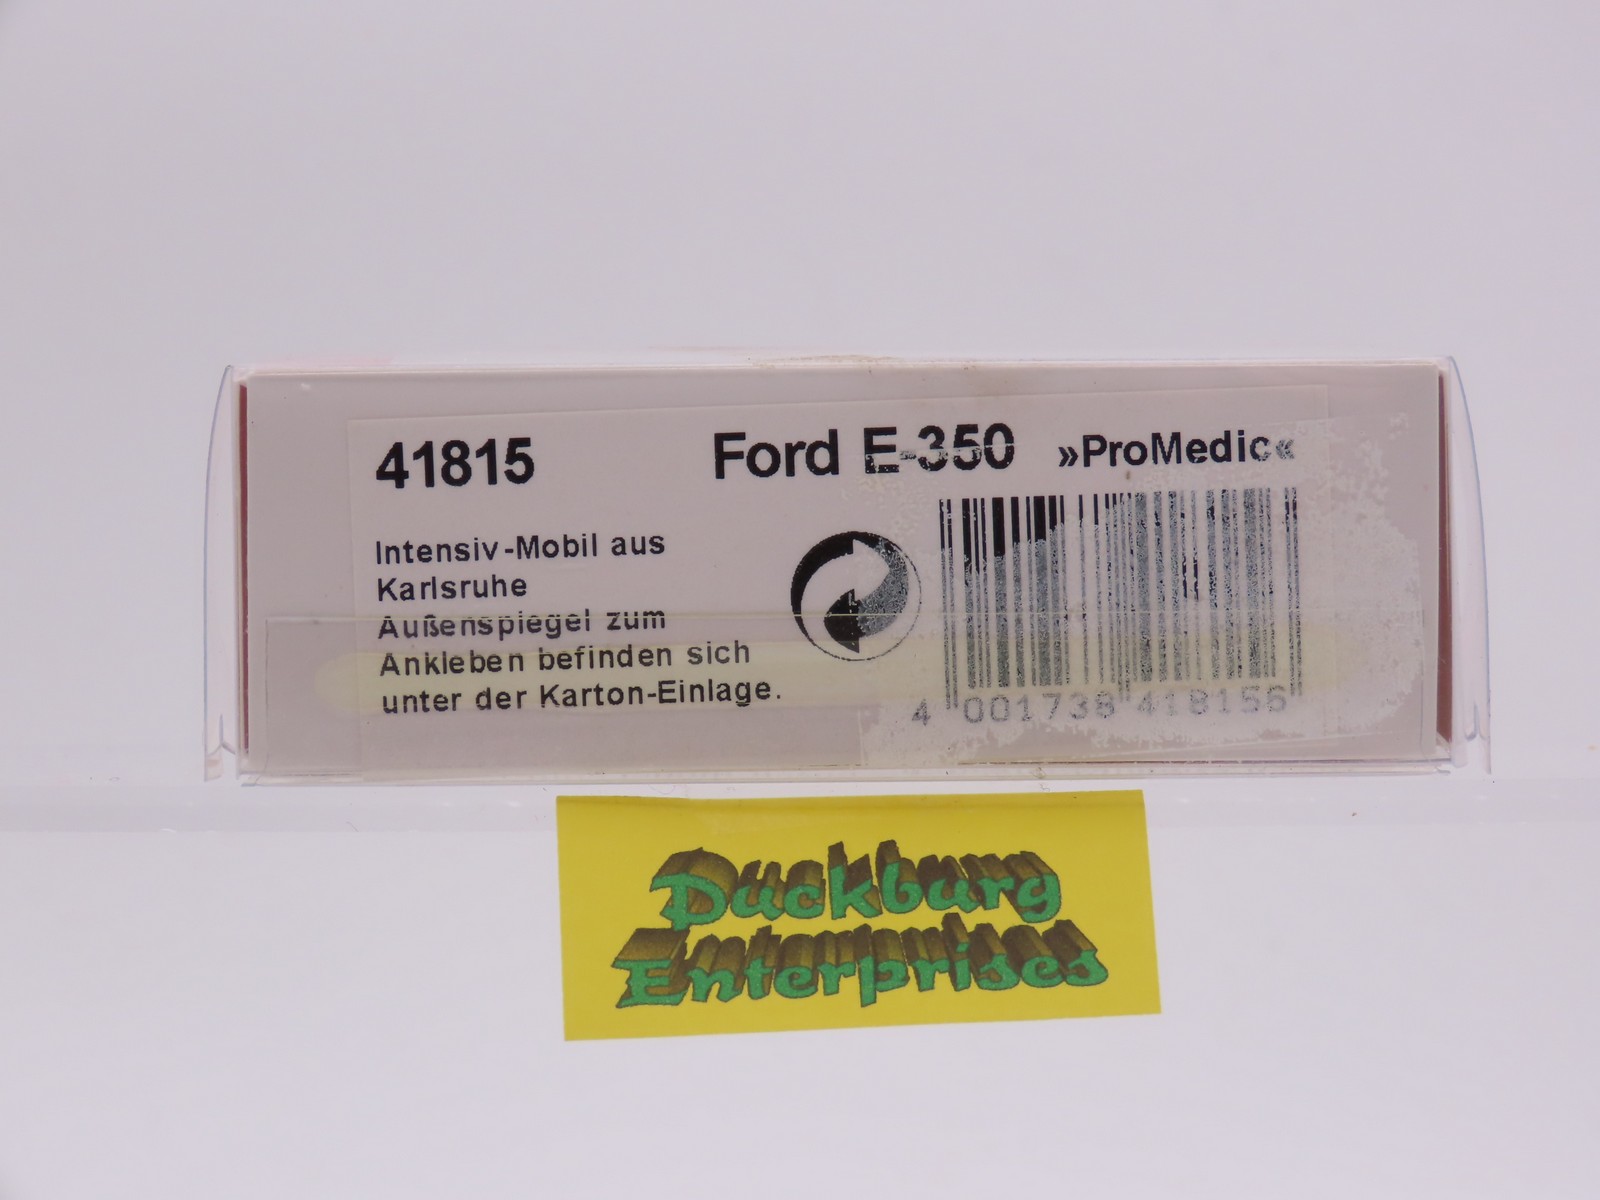 41815 Ford E-350 »ProMedic«
Intensiv-Mobil aus
Karlsruhe
Außenspiegel zum
Ankleben befinden sich
unter der Karton-Einlage.
4 001738 418156
Duckburg
Enterprises